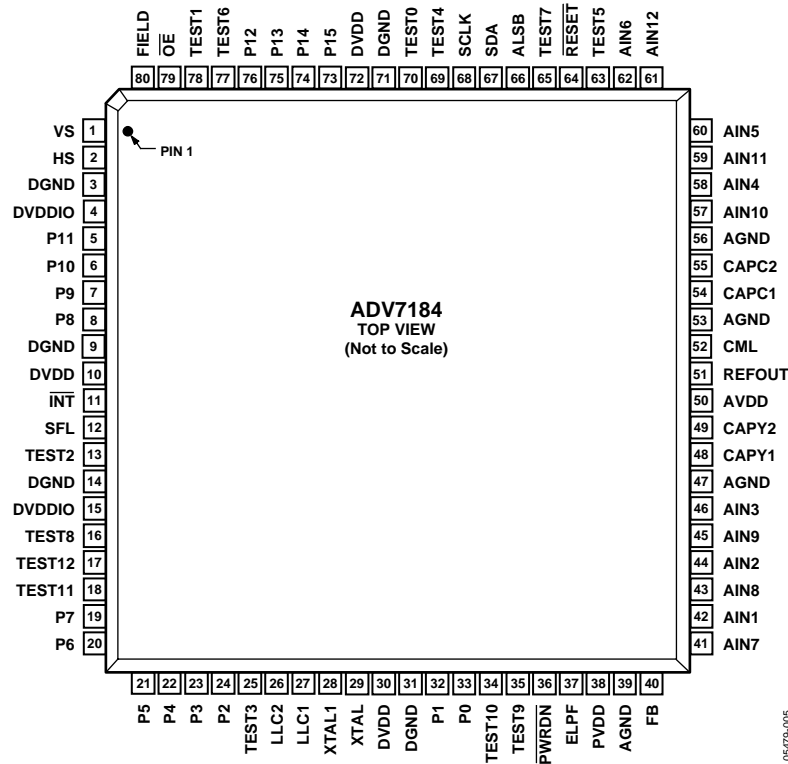 FIELD
OE
TEST1
TEST6
P12
P13
P14
P15
DVDD
DGND
TEST0
TEST4
SCLK
SDA
ALSB
TEST7
RESET
TEST5
AIN6
AIN12
80 79 78 77 76 75 74 73 72 71 70 69 68 67 66 65 64 63 62 61
VS 1
HS 2
DGND 3
DVDDIO 4
P11 5
P10 6
P9 7
P8 8
DGND 9
DVDD 10
INT 11
SFL 12
TEST2 13
DGND 14
DVDDIO 15
TEST8 16
TEST12 17
TEST11 18
P7 19
P6 20
PIN 1
ADV7184
TOP VIEW
(Not to Scale)
60 AIN5
59 AIN11
58 AIN4
57 AIN10
56 AGND
55 CAPC2
54 CAPC1
53 AGND
52 CML
51 REFOUT
50 AVDD
49 CAPY2
48 CAPY1
47 AGND
46 AIN3
45 AIN9
44 AIN2
43 AIN8
42 AIN1
41 AIN7
21 22 23 24 25 26 27 28 29 30 31 32 33 34 35 36 37 38 39 40
P5
P4
P3
P2
TEST3
LLC2
LLC1
XTAL1
XTAL
DVDD
DGND
P1
P0
TEST10
TEST9
PWRDN
ELPF
PVDD
AGND
FB
05479-005